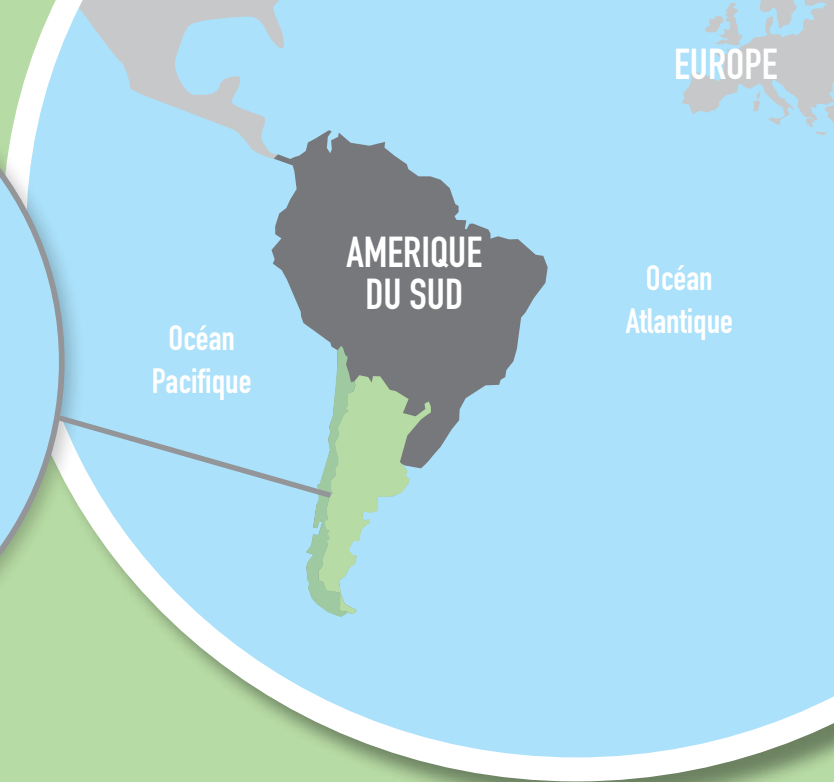 EUROPE
AMERIQUE
DU SUD
Océan
Atlantique
Océan
Pacifique